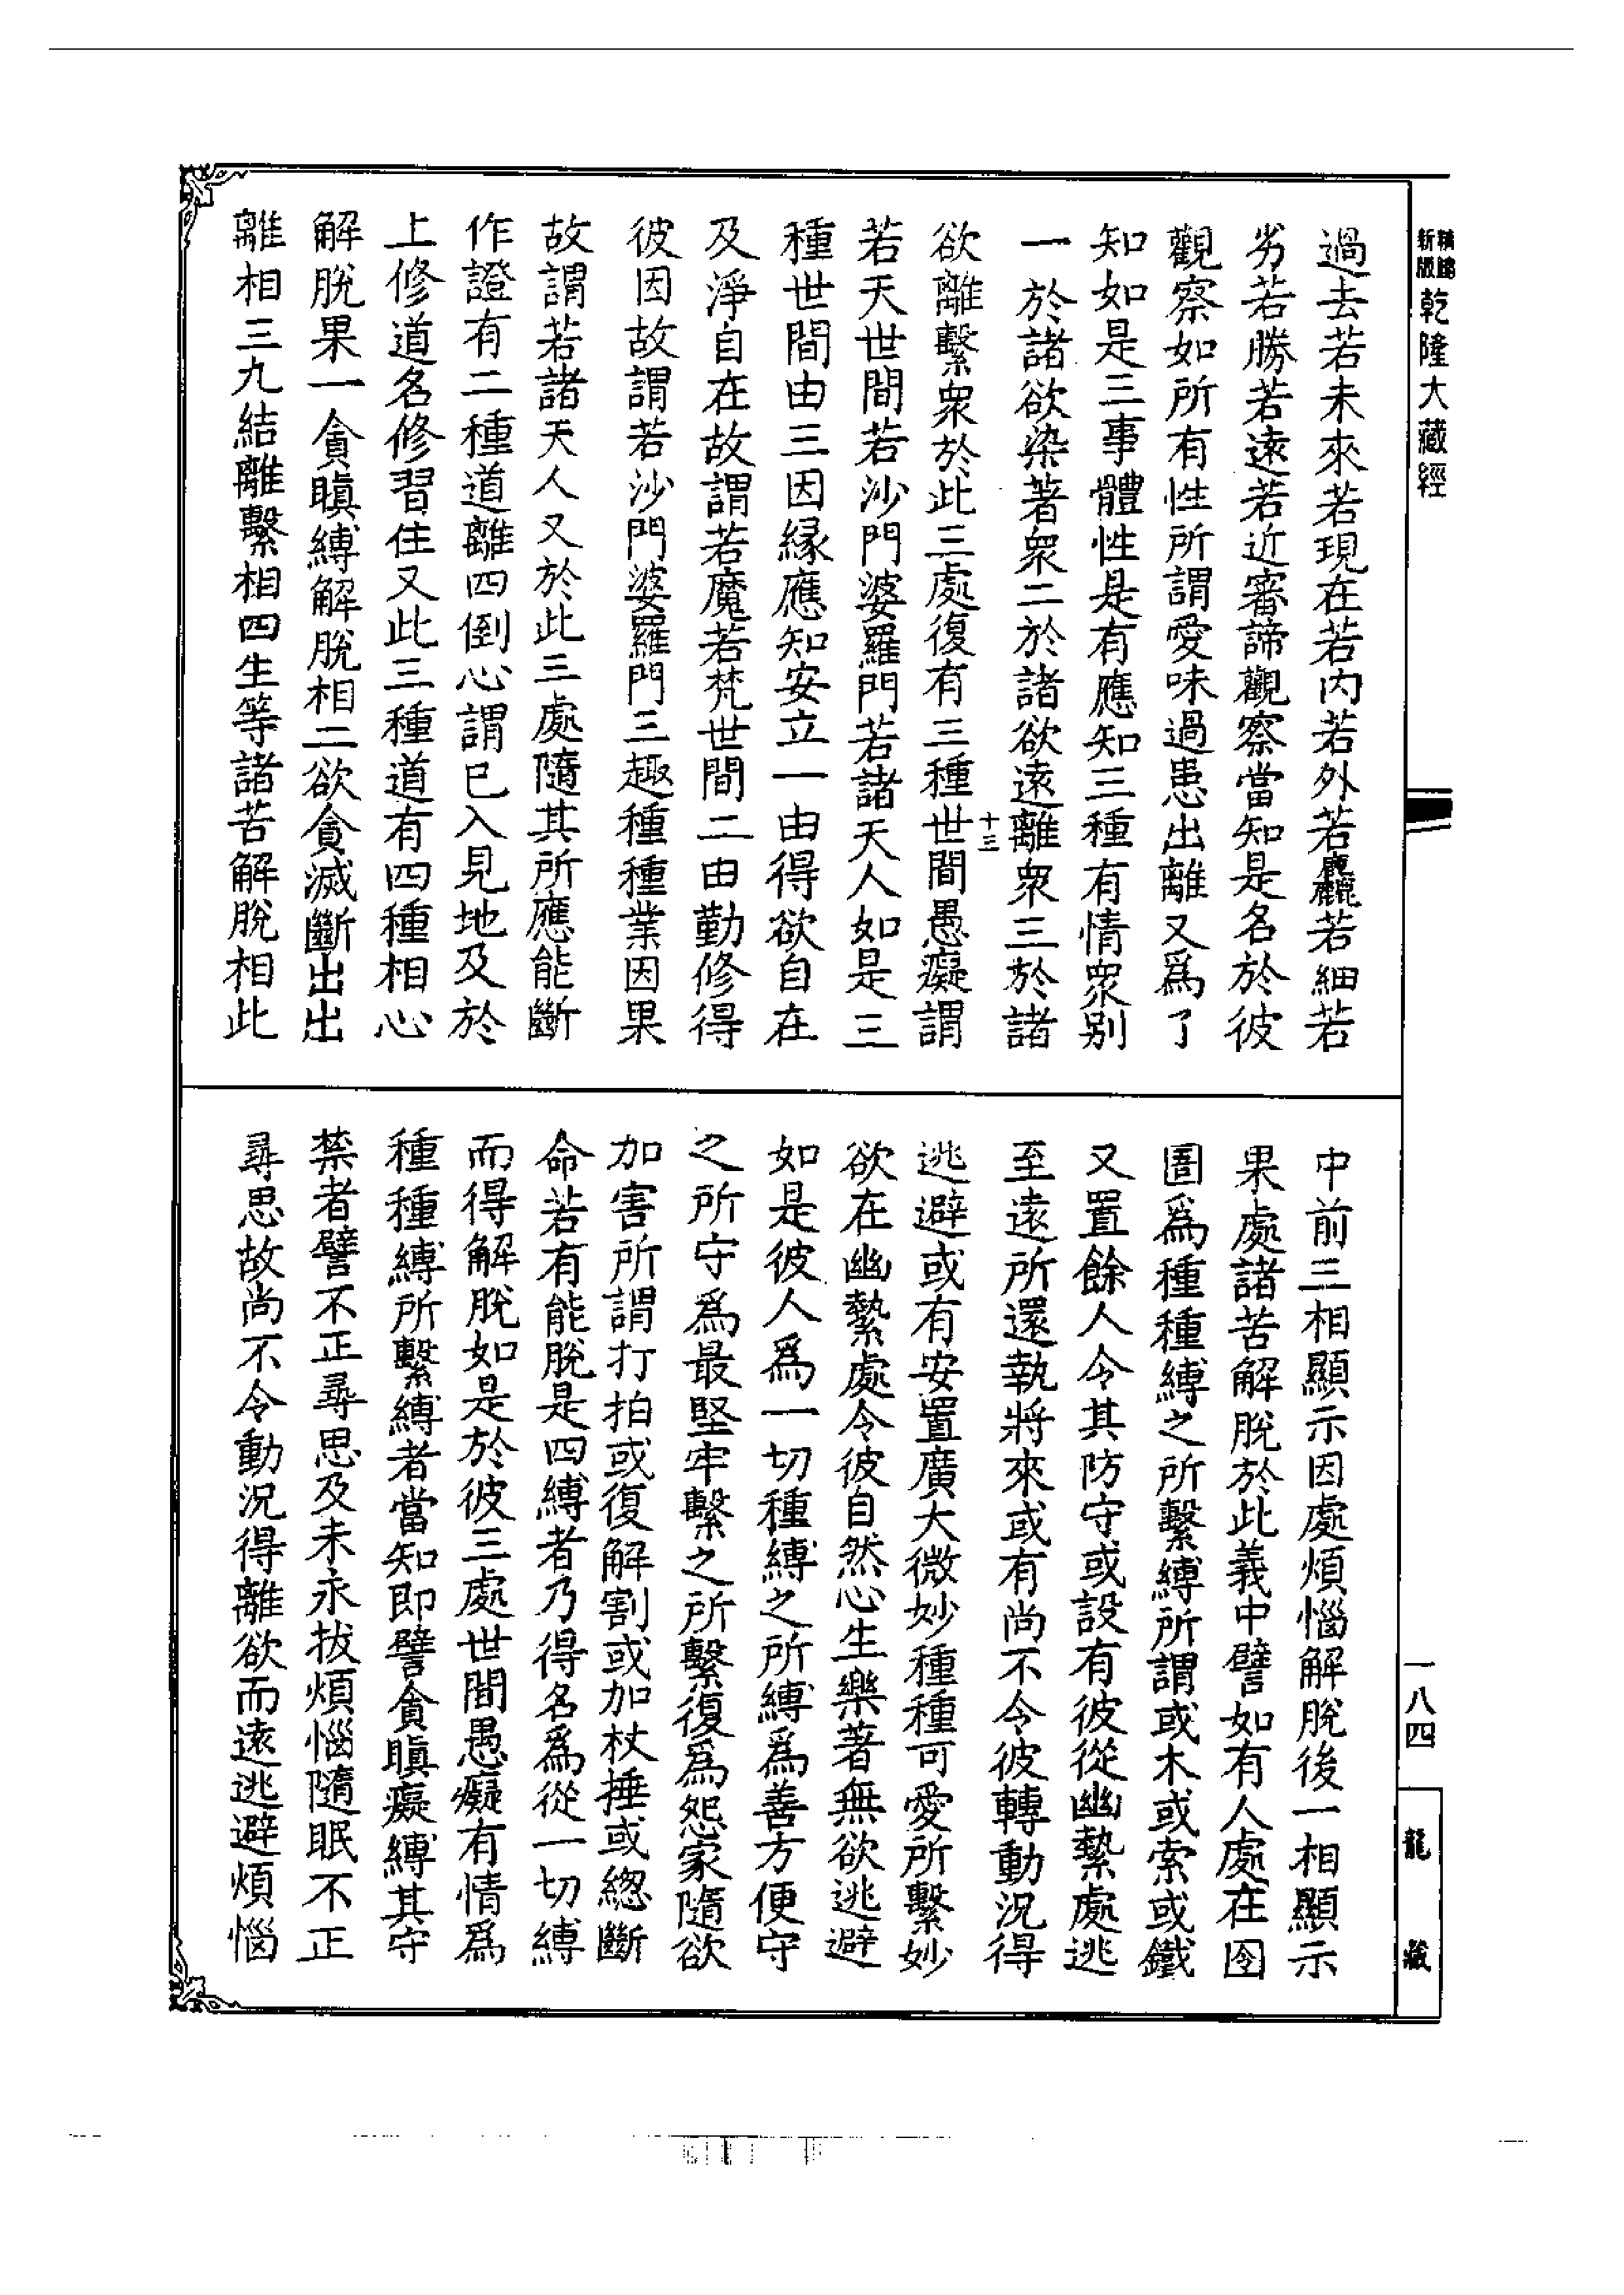 新版精縮乾隆大藏經
過去若未來若現在若內若外若麤若細若
劣若勝若遠若近審諦觀察當知是名於彼
觀察如所有性所謂愛味過患出離又爲了
知如是三事體性是有應知三種有情衆別
一於諸欲染著衆二於諸欲遠離衆三於諸
十三
欲離繫衆於此三處復有三種世間愚癡謂
若天世間若沙門婆羅門若諸天人如是三
種世間由三因緣應知安立一由得欲自在
及淨自在故謂若魔若梵世間二由勤修得
彼因故謂若沙門婆羅門三趣種種業因果
故謂若諸天人又於此三處隨其所應能斷
作證有二種道離四倒心謂已入見地及於
上修道名修習住又此三種道有四種相心
解脫果一貪瞋縛解脫相二欲貪滅斷出出
離相三九結離繫相四生等諸苦解脫相此
中前三相顯示因處煩惱解脫後一相顯示
果處諸苦解脫於此義中譬如有人處在囹
圄爲種種縛之所繫縛所謂或木或索或鐵
又置餘人令其防守或設有彼從幽縶處逃
至遠所還執將來或有尚不令彼轉動況得
逃避或有安置廣大微妙種種可愛所繫妙
欲在幽縶處令彼自然心生樂著無欲逃避
如是彼人爲一切種縛之所縛爲善方便守
之所守爲最堅牢繫之所繫復爲怨家隨欲
加害所謂打拍或復解割或加杖捶或總斷
命若有能脫是四縛者乃得名爲從一切縛
而得解脫如是於彼三處世間愚癡有情爲
種種縛所繫縛者當知即譬貪瞋癡縛其守
禁者譬不正尋思及未永拔煩惱隨眠不正
尋思故尚不令動況得離欲而遠逃避煩惱
一八四
龍藏